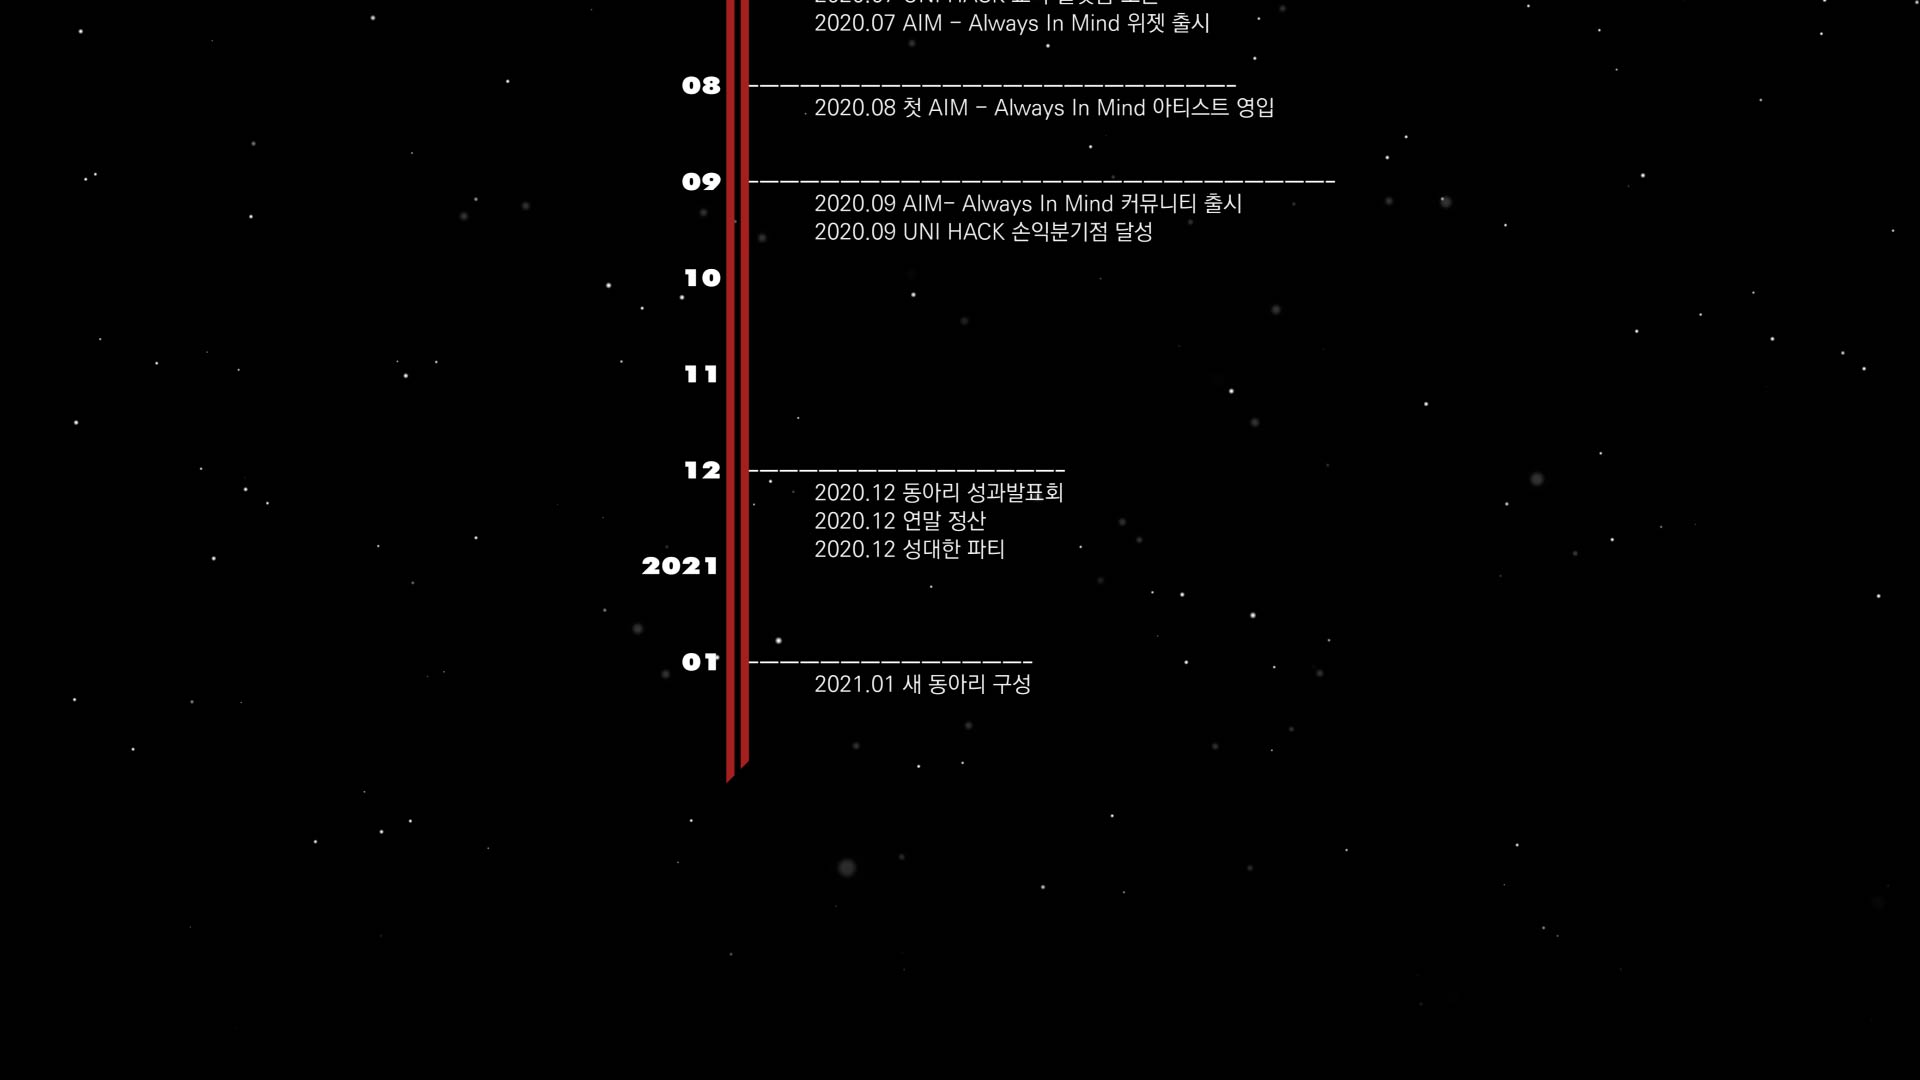 2020.07 AIM - Always In Mind 위젯 출시
08
2020.08 첫 AIM - Always In Mind 아티스트 영입
09
2020.09 AIM- Always In Mind 커뮤니티 출시
2020.09 UNI HACK 손익분기점 달성
10
11
12
2020.12 동아리 성과발표회
2020.12 연말 정산
2020.12 성대한 파티
2021
01
2021.01 새 동아리 구성